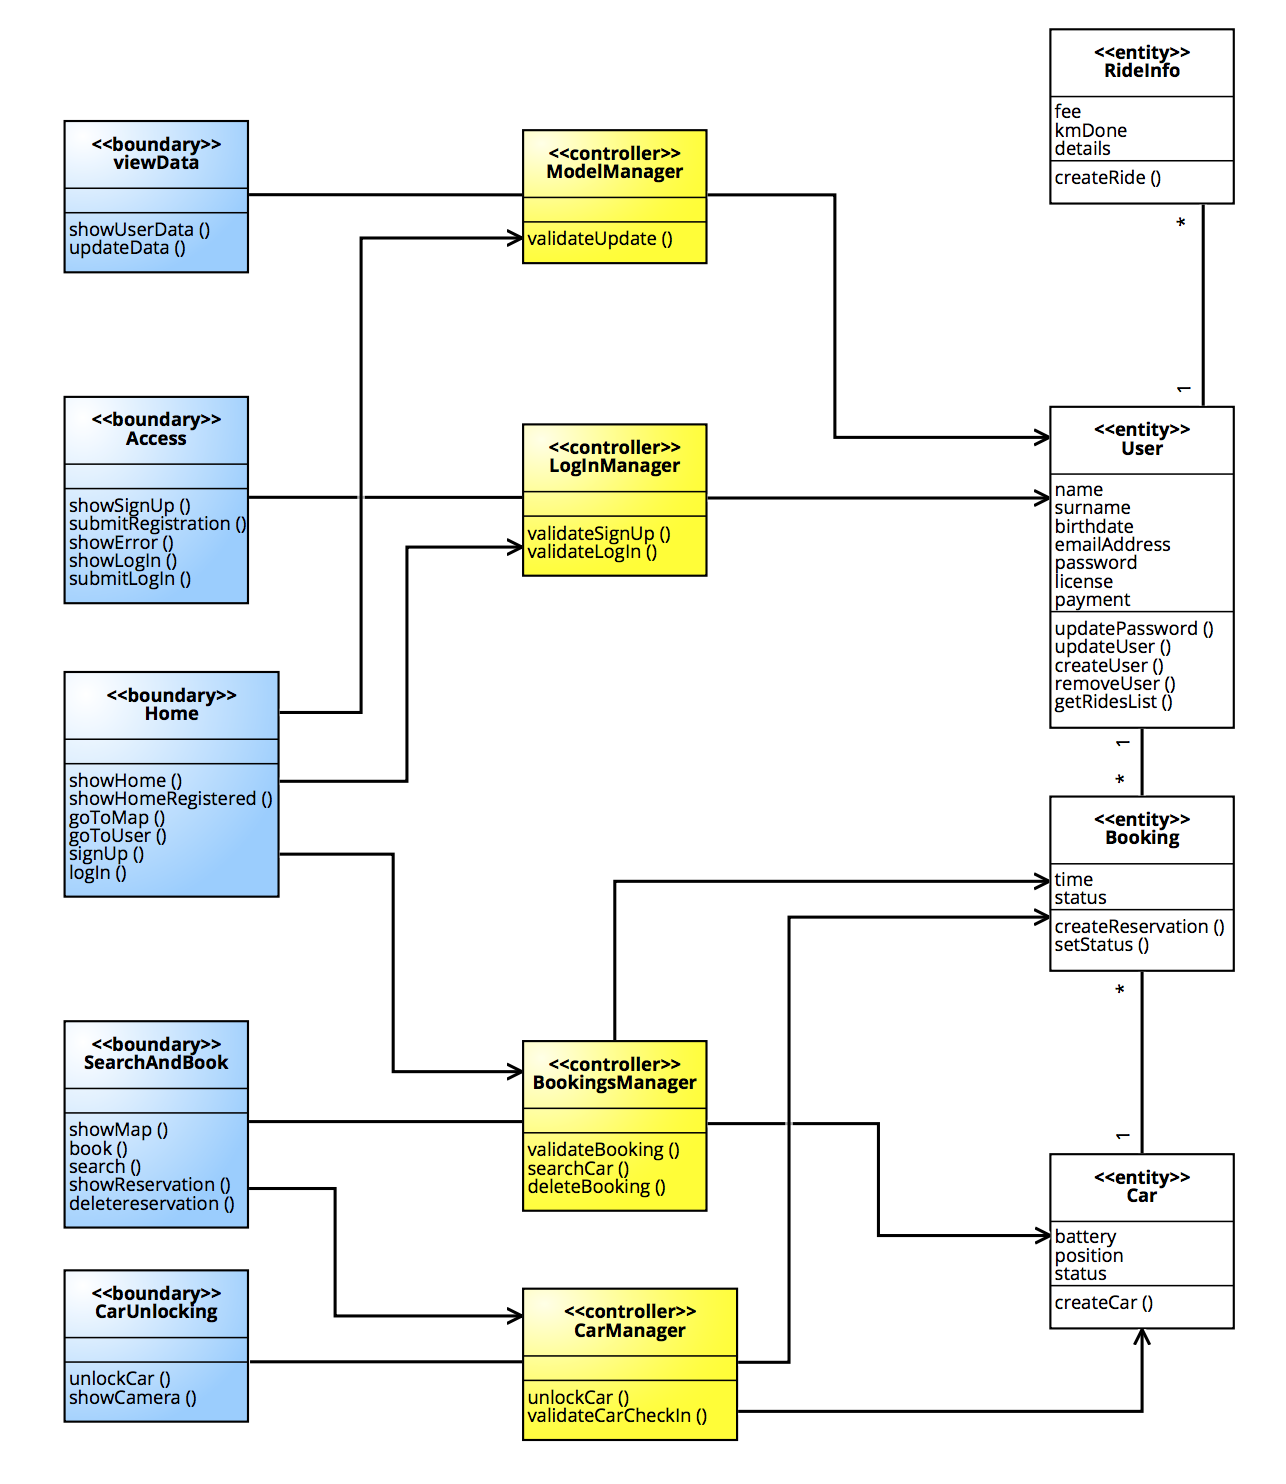 <<entity>>
RideInfo
fee
kmDone
details
createRide ()
*
1
<<boundary>>
viewData
showUserData ()
updateData ()
<<controller>>
ModelManager
validateUpdate ()
<<boundary>>
Access
showSignUp ()
submitRegistration ()
showError ()
showLogIn ()
submitLogIn ()
<<controller>>
LogInManager
validateSignUp ()
validateLogIn ()
<<entity>>
User
name
surname
birthdate
emailAddress
password
license
payment
updatePassword ()
updateUser ()
createUser ()
removeUser ()
getRidesList ()
1
*
<<boundary>>
Home
showHome ()
showHomeRegistered ()
goToMap ()
goToUser ()
signUp ()
logIn ()
<<entity>>
Booking
time
status
createReservation ()
setStatus ()
*
1
<<boundary>>
SearchAndBook
showMap ()
book ()
search ()
showReservation ()
deletereservation ()
<<controller>>
BookingsManager
validateBooking ()
searchCar ()
deleteBooking ()
<<entity>>
Car
battery
position
status
createCar ()
<<boundary>>
CarUnlocking
unlockCar ()
showCamera ()
<<controller>>
CarManager
unlockCar ()
validateCarCheckIn ()